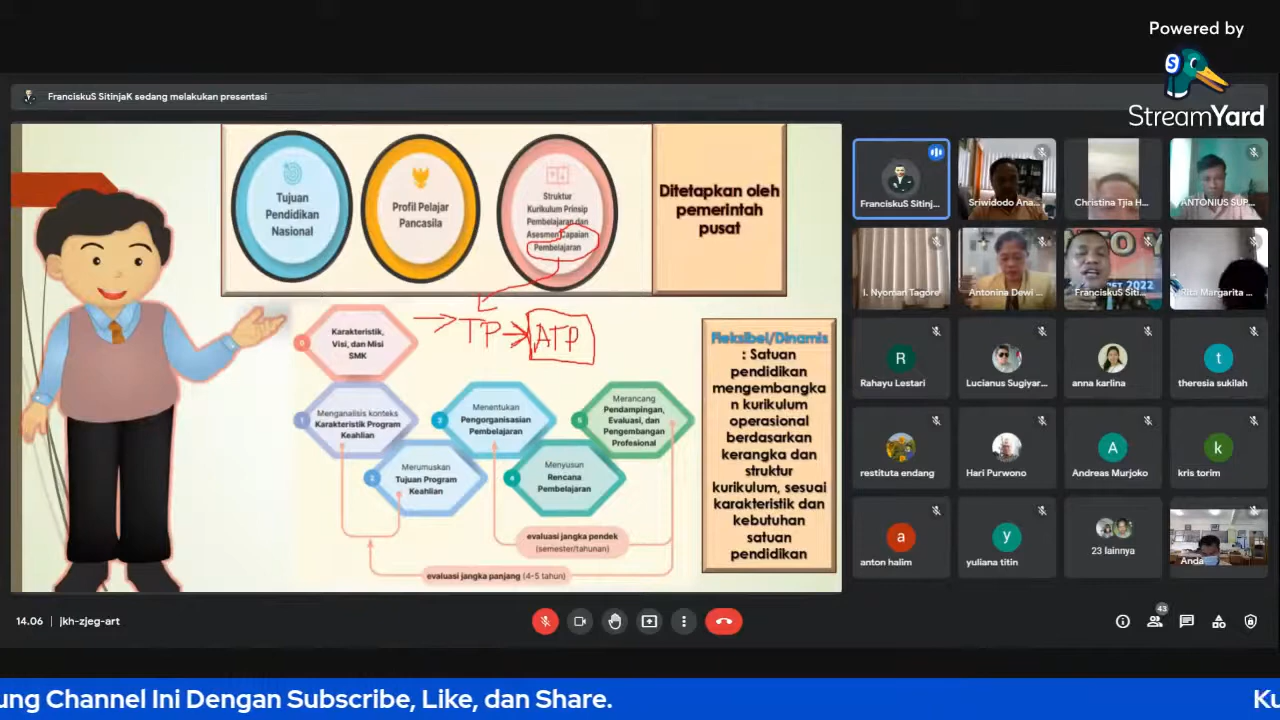 Powered by
StreamYard
FranciskuS SitinjaK sedang melakukan presentasi
Tujuan
Pendidikan
Nasional
Profil Pelajar
Pancasila
Struktur
Kurikulum Prinsip
Pembelajaran dan
Asesmen Capaian
Pembelajaran
Ditetapkan oleh
pemerintah
pusat
TP
ATP
0
Karakteristik,
Visi, dan Misi
SMK
1
Menganalisis konteks
Karakteristik Program
Keahlian
2
Merumuskan
Tujuan Program
Keahlian
3
Menentukan
Pengorganisasian
Pembelajaran
4
Menyusun
Rencana
Pembelajaran
5
Merancang
Pendampingan,
Evaluasi, dan
Pengembangan
Profesional
evaluasi jangka pendek
(semester/tahunan)
evaluasi jangka panjang (4-5 tahun)
Fleksibel/Dinamis
: Satuan
pendidikan
mengembangka
n kurikulum
operasional
berdasarkan
kerangka dan
struktur
kurikulum, sesuai
karakteristik dan
kebutuhan
satuan
pendidikan
FranciskuS Sitinj...
Sriwidodo Ana...
Christina Tjia H...
ANTONIUS SUP...
I. Nyoman Tagore
Antonina Dewi ...
FranciskuS Siti...
Rita Margarita ...
R
Rahayu Lestari
Lucianus Sugiyar...
anna karlina
t
theresia sukilah
restituta endang
Hari Purwono
A
Andreas Murjoko
k
kris torim
a
anton halim
y
yuliana titin
23 lainnya
Anda
14.06 | jkh-zjeg-art
43
ung Channel Ini Dengan Subscribe, Like, dan Share.
Ku